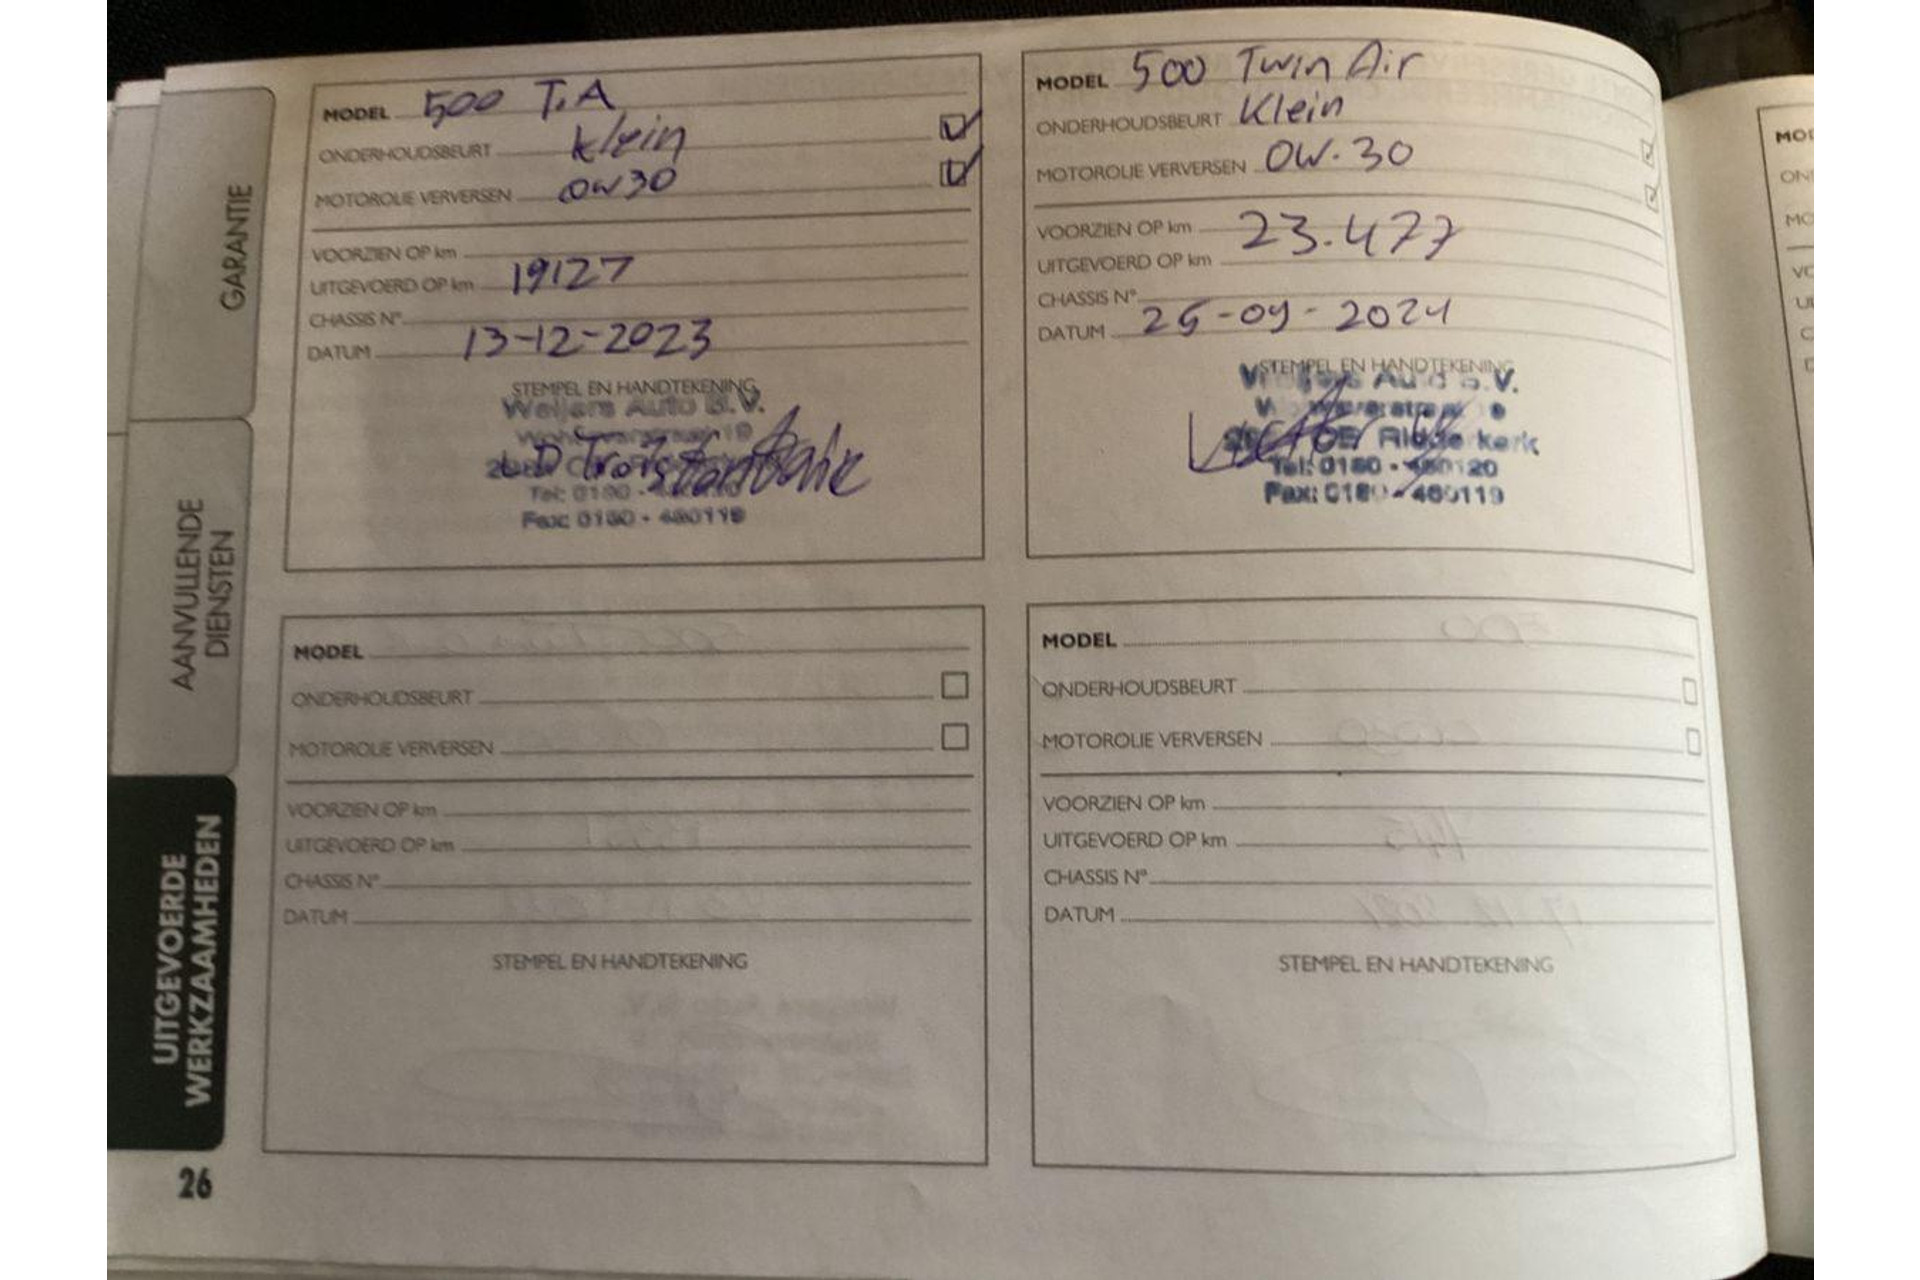 GARANTIE
AANVULLENDE
DIENSTEN
UITGEVOERDE
WERKZAAMHEDEN
26
MODEL 500 T.A
ONDERHOUDSBEURT klein
MOTOROLIE VERVERSEN 0W30
VOORZIEN OP km
UITGEVOERD OP km 19127
CHASSIS N°
DATUM 13-12-2023
STEMPEL EN HANDTEKENING
Weijers Auto B.V.
19
Tel: 0180 -
Fax: 0180 - 480119
MODEL 500 Twin Air
ONDERHOUDSBEURT Klein
MOTOROLIE VERVERSEN 0W-30
VOORZIEN OP km 23.477
UITGEVOERD OP km
CHASSIS N°
DATUM 25-09-2024
STEMPEL EN HANDTEKENING
Auto B.V.
Tel: 0180 - 480120
Fax: 0180 - 480119
MODEL
ONDERHOUDSBEURT
MOTOROLIE VERVERSEN
VOORZIEN OP km
UITGEVOERD OP km
CHASSIS N°
DATUM
STEMPEL EN HANDTEKENING
MODEL
ONDERHOUDSBEURT
MOTOROLIE VERVERSEN
VOORZIEN OP km
UITGEVOERD OP km
CHASSIS N°
DATUM
STEMPEL EN HANDTEKENING